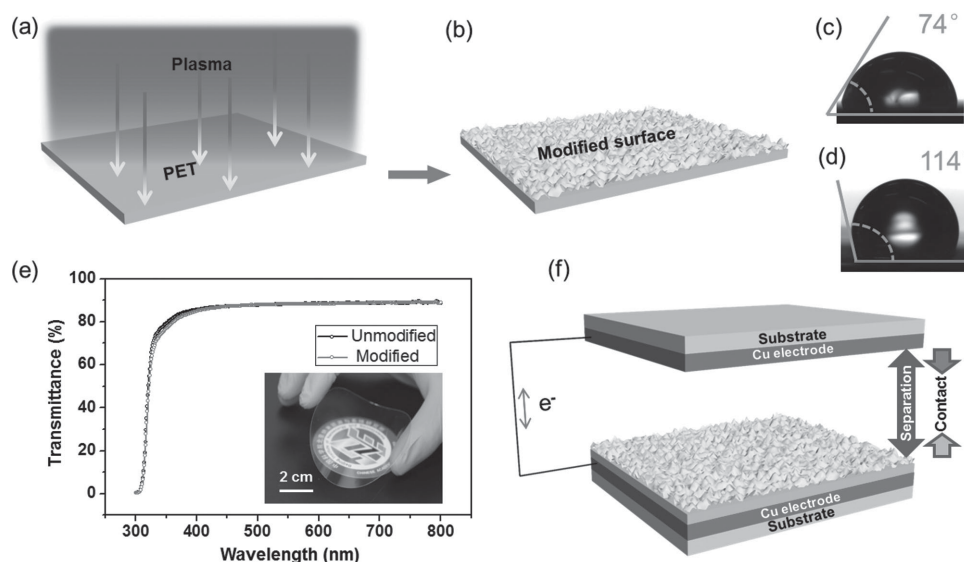 (a)
Plasma
PET
(b)
Modified surface
(c)
74°
(d)
114
(e)
Transmittance (%)
100
80
60
40
20
0
300
400
500
600
700
800
Wavelength (nm)
Unmodified
Modified
2 cm
(f)
Substrate
Cu electrode
e-
Separation
Contact
Cu electrode
Substrate